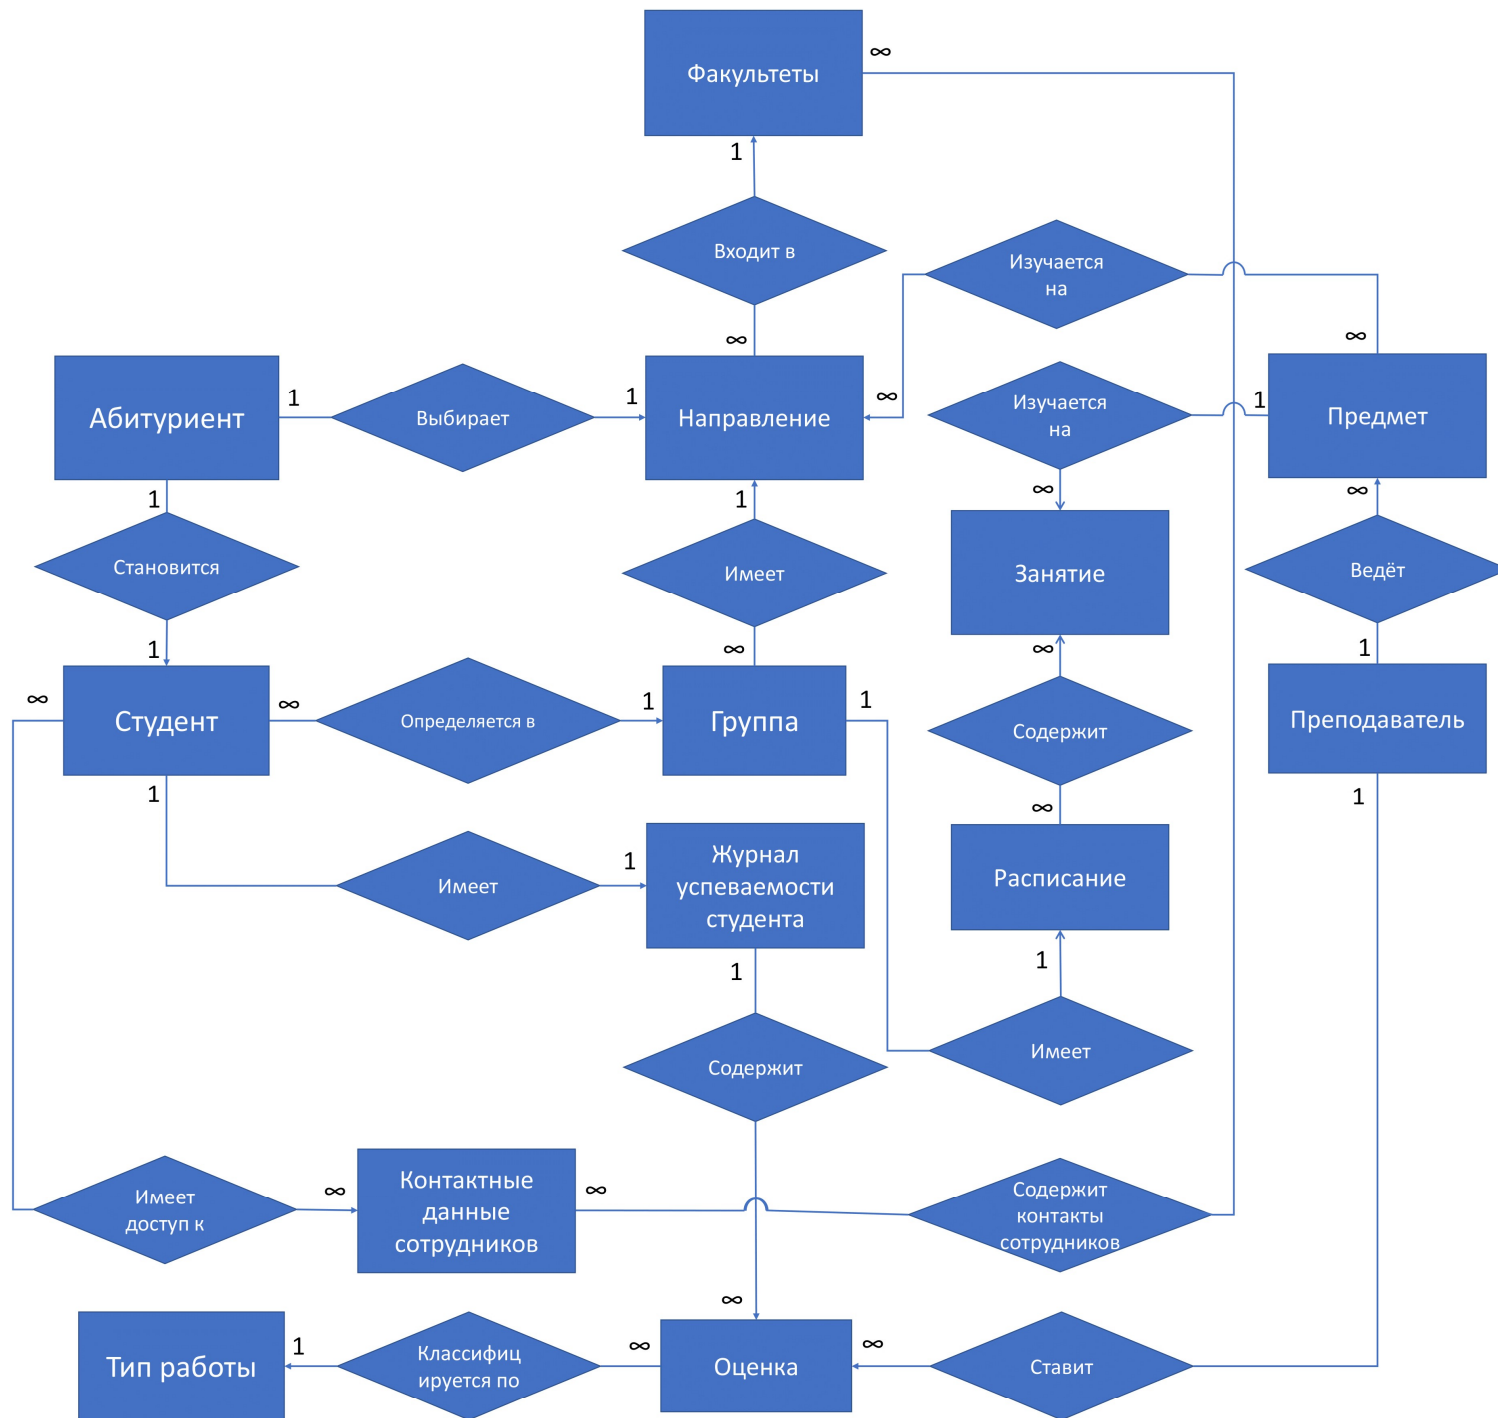 Факультеты
∞
1
Входит в
∞
Изучается
на
∞
∞
Абитуриент
1
Выбирает
1
Направление
Изучается
на
1
Предмет
1
Становится
1
1
Имеет
∞
∞
Занятие
∞
Ведёт
1
∞
Студент
∞
Определяется в
1
Группа
1
∞
Содержит
∞
Преподаватель
1
1
Имеет
1
Журнал
успеваемости
студента
Расписание
1
1
Содержит
Имеет
Имеет
доступ к
∞
Контактные
данные
сотрудников
∞
Содержит
контакты
сотрудников
∞
Тип работы
1
Классифиц
ируется по
∞
Оценка
∞
Ставит